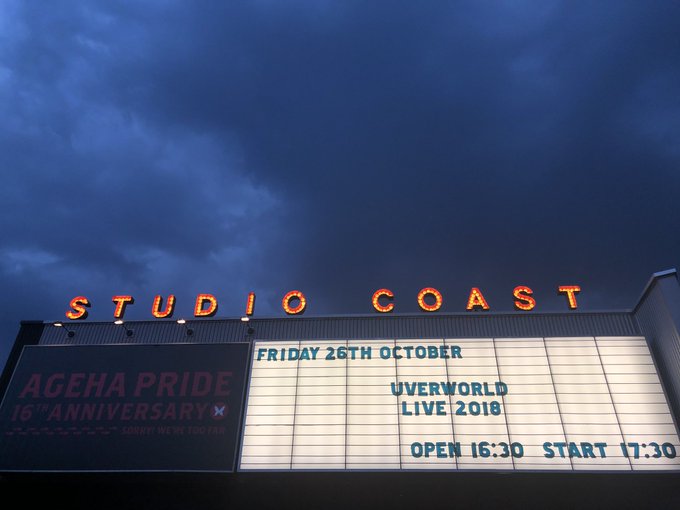 STUDIO COAST
AGEHA PRIDE
16TH ANNIVERSARY
SORRY! WE'RE TOO FAR
FRIDAY 26TH OCTOBER
UVERWORLD
LIVE 2018
OPEN 16:30 START 17:30